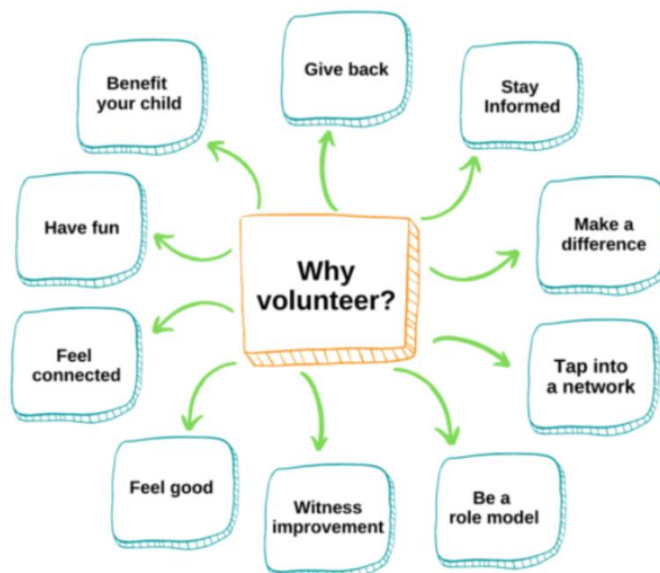 Why
volunteer?
Give back
Stay
Informed
Make a
difference
Tap into
a network
Be a
role model
Witness
improvement
Feel good
Feel
connected
Have fun
Benefit
your child